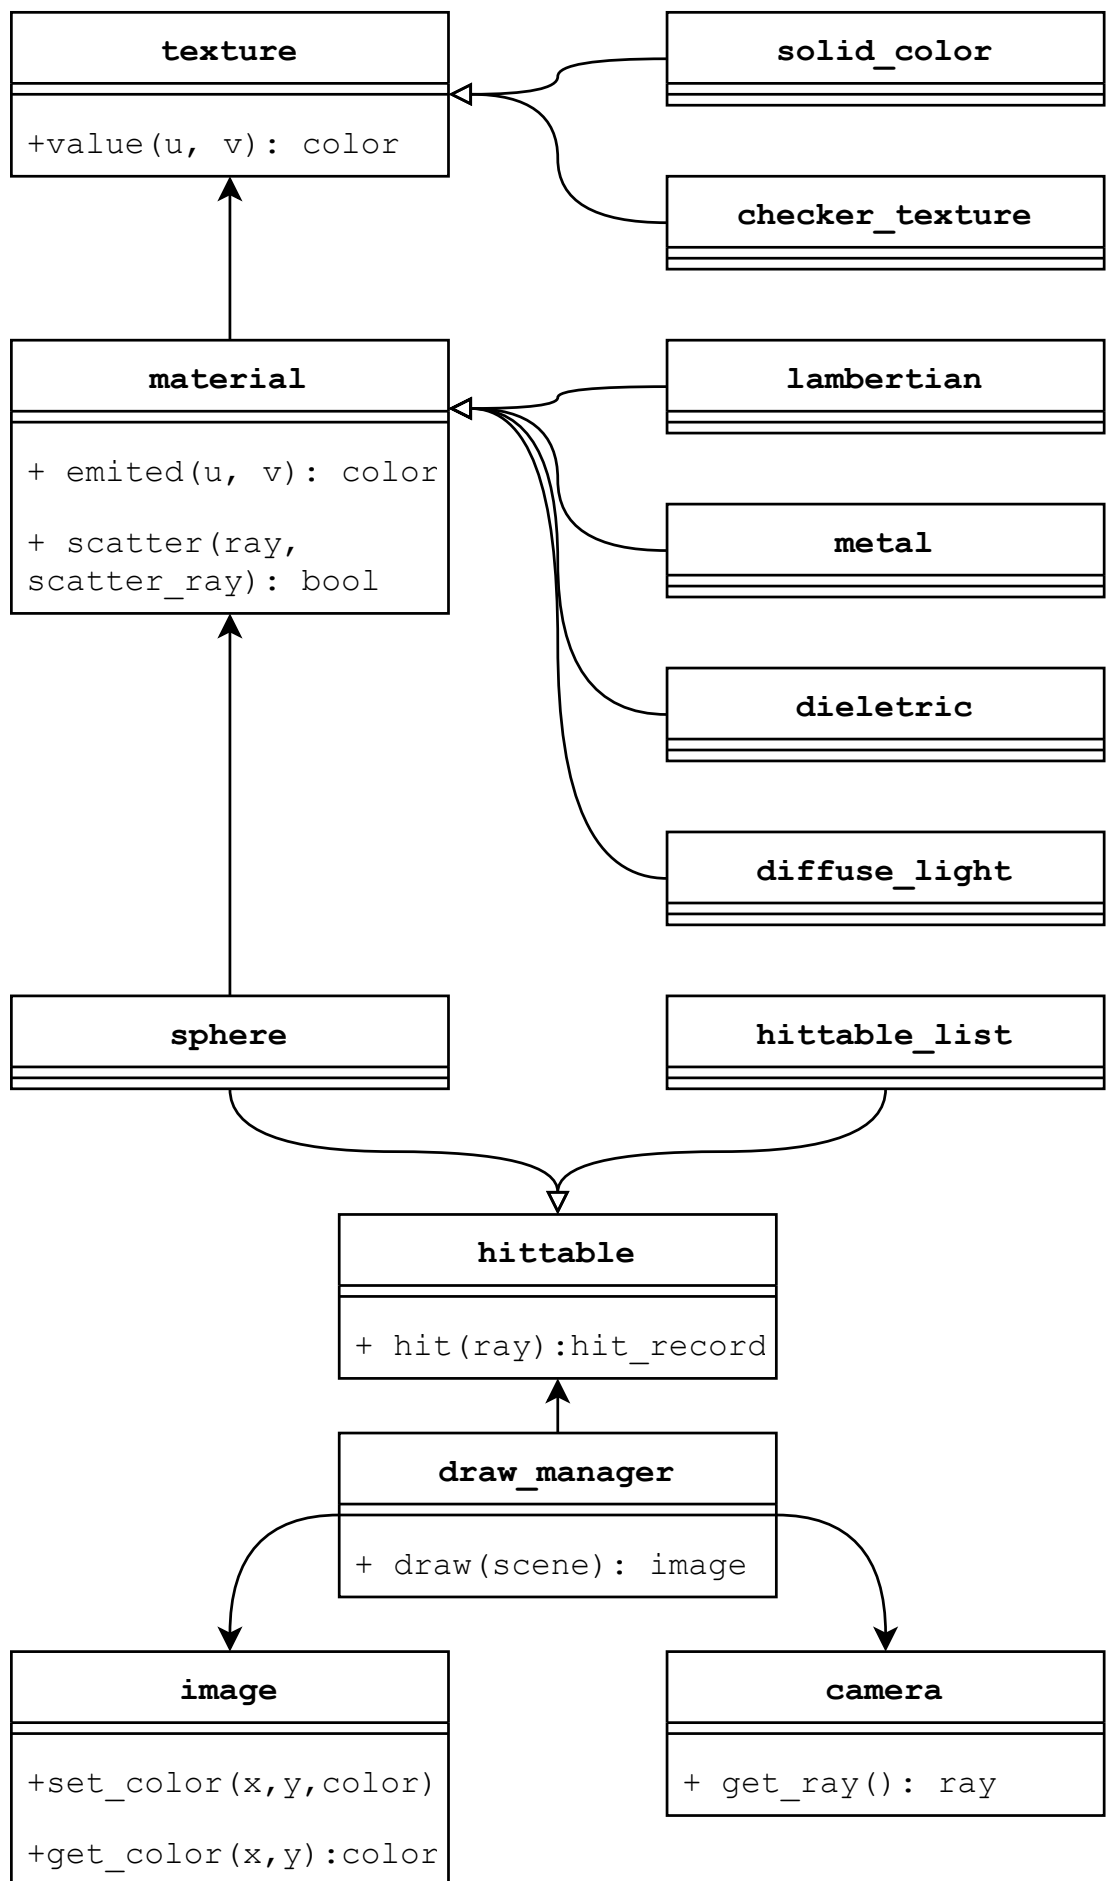 texture
+value(u, v): color
solid_color
checker_texture
material
+ emited(u, v): color
+ scatter(ray,
scatter_ray): bool
lambertian
metal
dieletric
diffuse_light
sphere
hittable_list
hittable
+ hit(ray):hit_record
draw_manager
+ draw(scene): image
image
+set_color(x,y,color)
+get_color(x,y):color
camera
+ get_ray(): ray